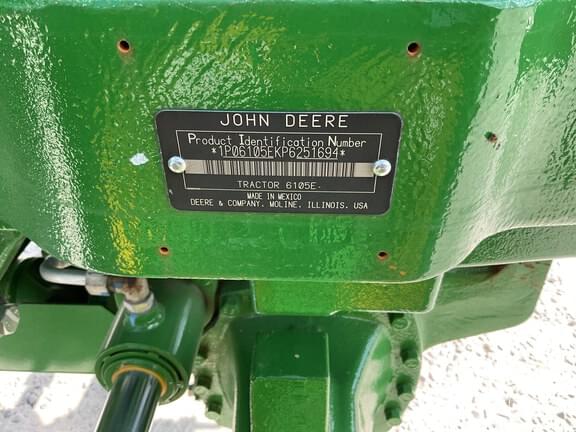 JOHN DEERE
Product Identification Number
*1P06105EKP6251694*
TRACTOR 6105E
MADE IN MEXICO
DEERE & COMPANY. MOLINE. ILLINOIS. USA